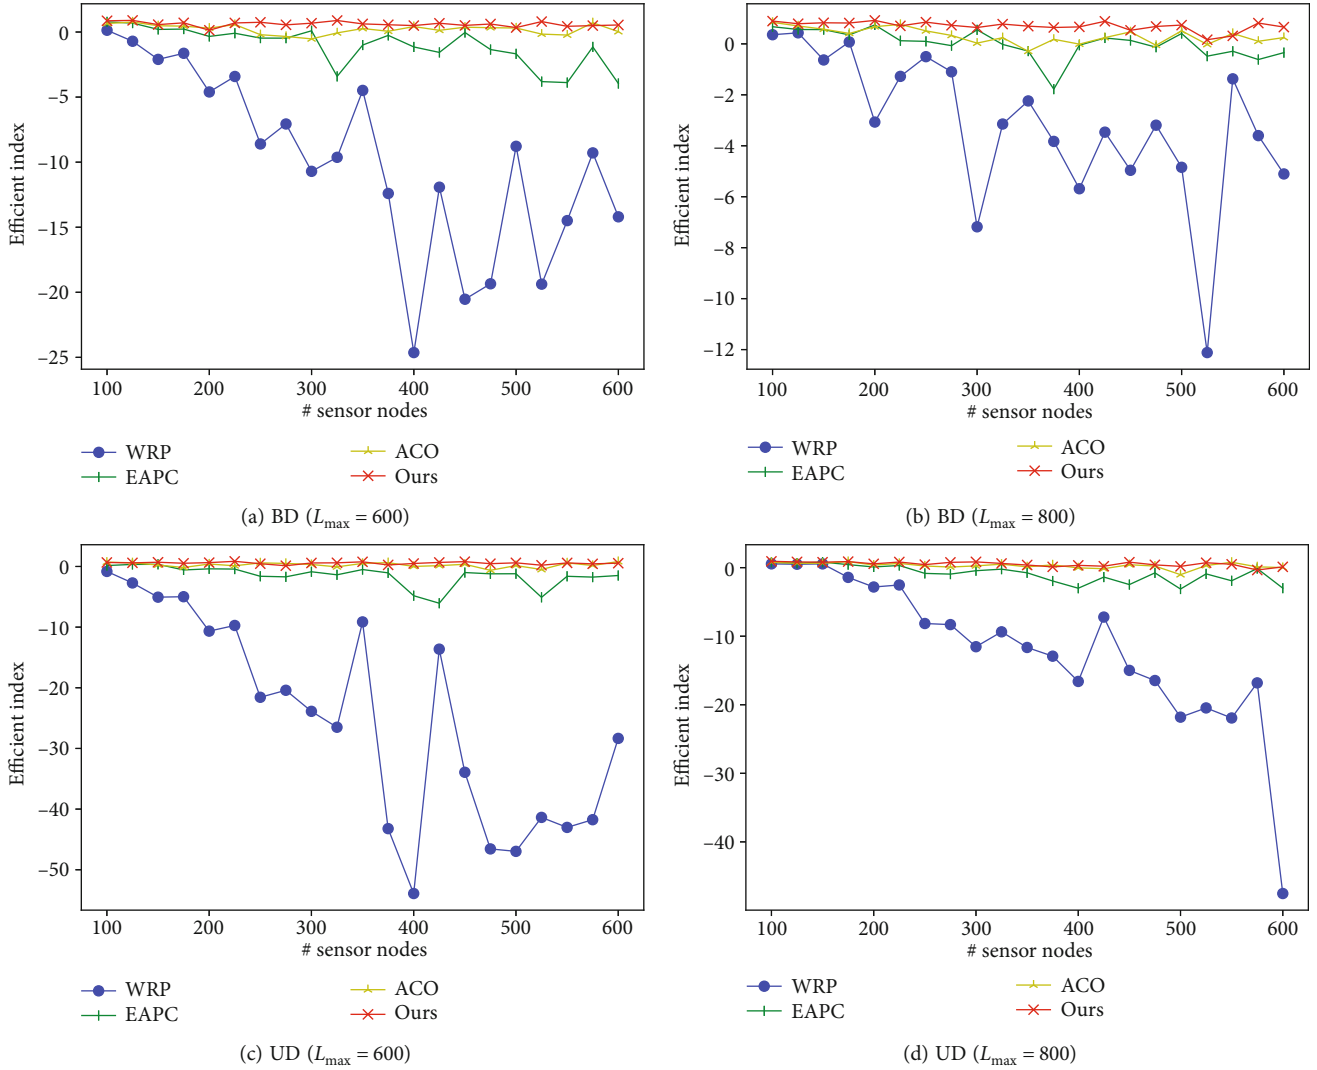 0
−5
−10
−15
−20
−25
Efficient index
100 200 300 400 500 600
# sensor nodes
WRP
EAPC
ACO
Ours
(a) BD (Lmax = 600)
0
−2
−4
−6
−8
−10
−12
Efficient index
100 200 300 400 500 600
# sensor nodes
WRP
EAPC
ACO
Ours
(b) BD (Lmax = 800)
0
−10
−20
−30
−40
−50
Efficient index
100 200 300 400 500 600
# sensor nodes
WRP
EAPC
ACO
Ours
(c) UD (Lmax = 600)
0
−10
−20
−30
−40
Efficient index
100 200 300 400 500 600
# sensor nodes
WRP
EAPC
ACO
Ours
(d) UD (Lmax = 800)